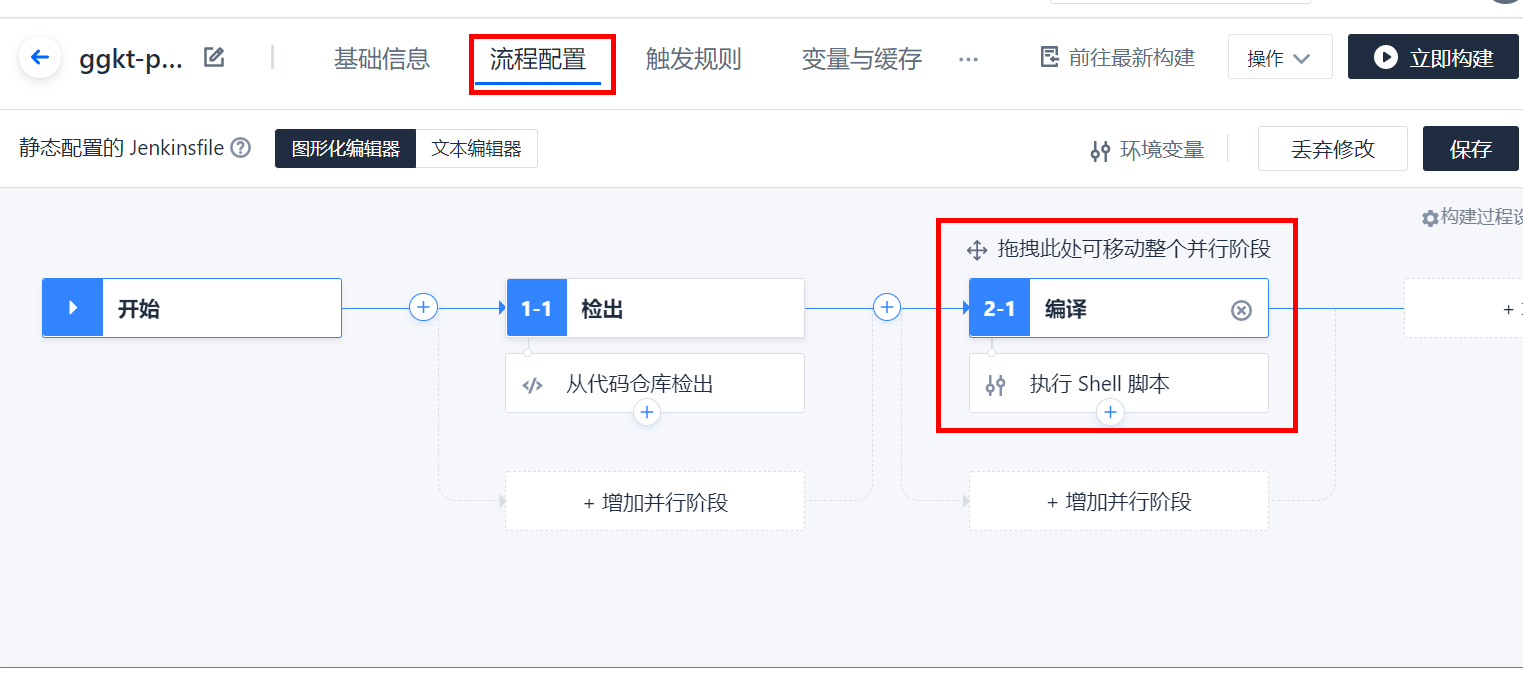 ggkt-p...
基础信息
流程配置
触发规则
变量与缓存
...
前往最新构建
操作
立即构建
静态配置的 Jenkinsfile
图形化编辑器
文本编辑器
环境变量
丢弃修改
保存
构建过程设
拖拽此处可移动整个并行阶段
开始
1-1 检出
2-1 编译
从代码仓库检出
执行 Shell 脚本
+ 增加并行阶段
+ 增加并行阶段